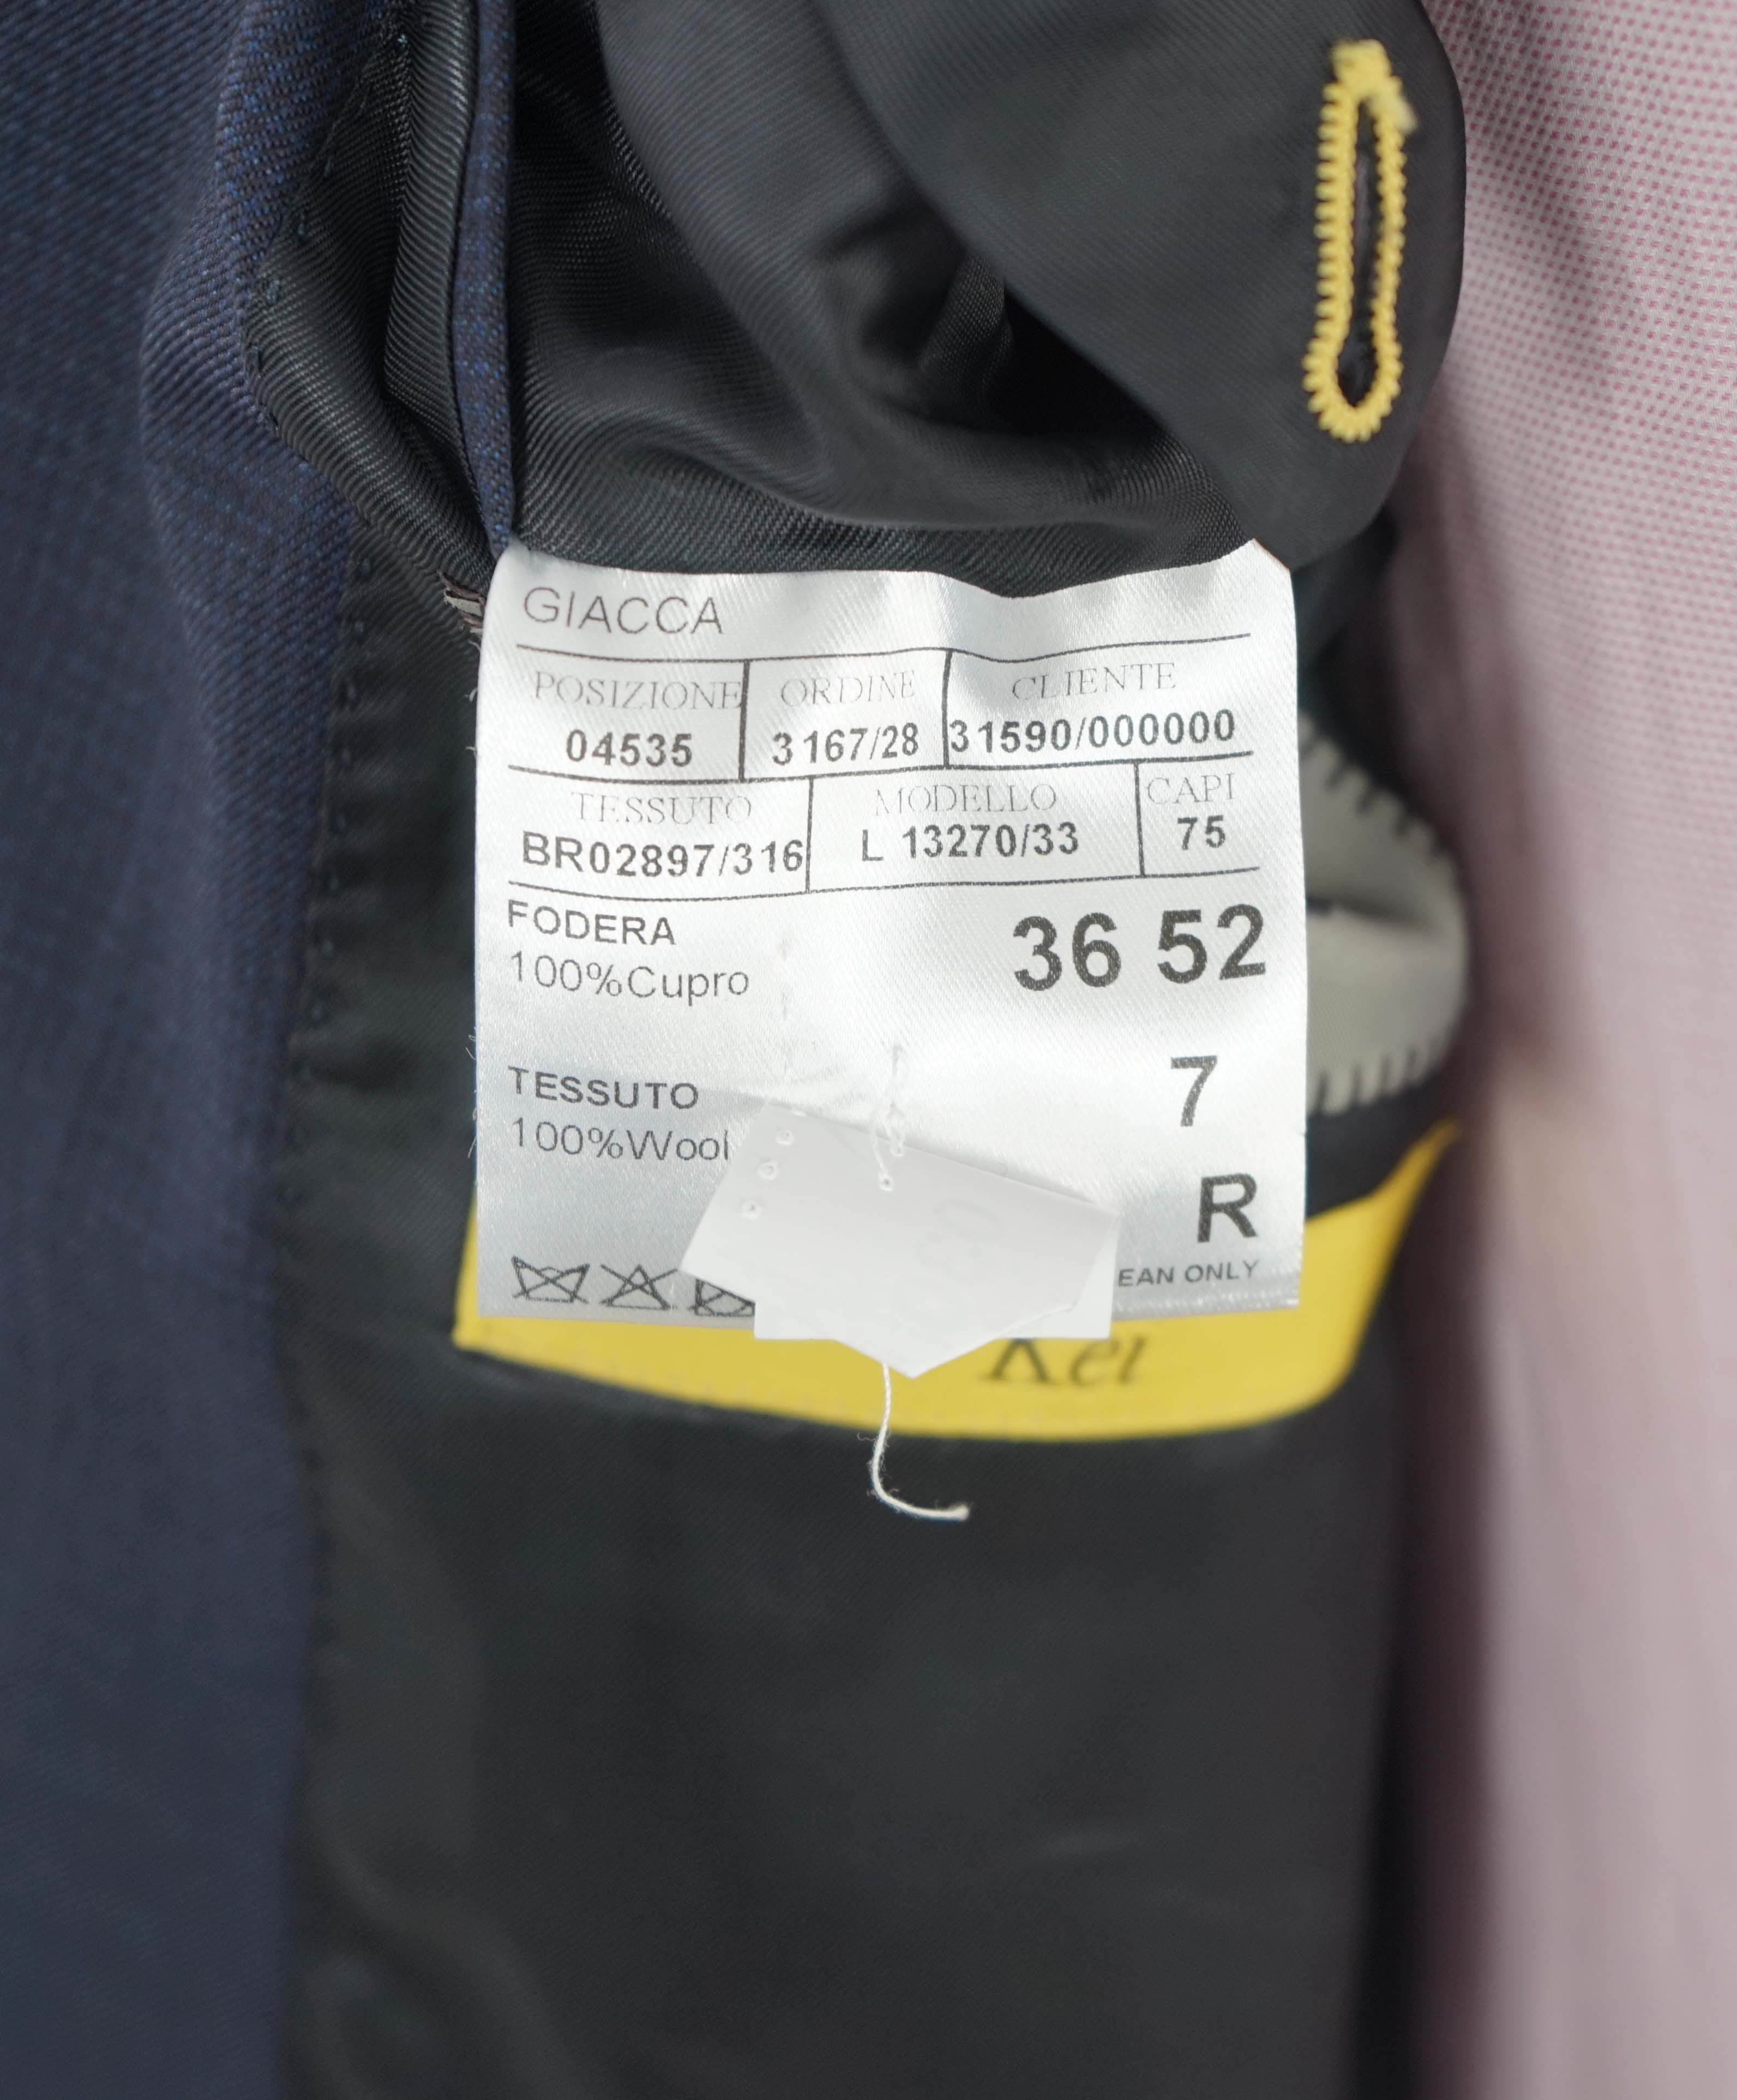 GIACCA
POSIZIONE ORDINE CLIENTE
04535 3167/28 31590/000000
TESSUTO MODELLO CAPI
BR02897/316 L 13270/33 75
FODERA 36 52
100%Cupro
7
TESSUTO
100%Wool
R
EAN ONLY
Kei